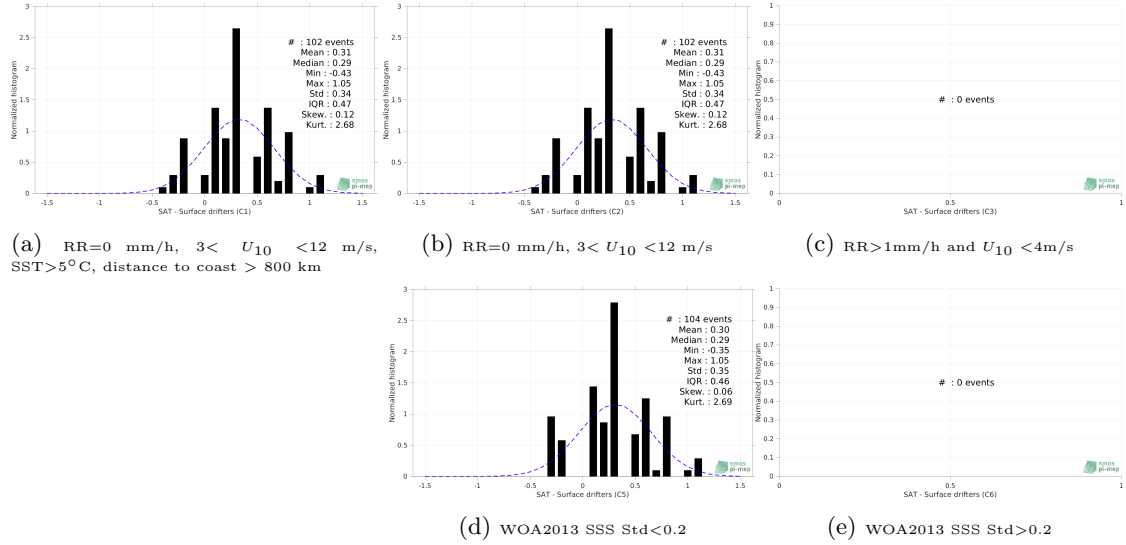 3
2.5
2
1.5
1
0.5
0
Normalized histogram
# : 102 events
Mean : 0.31
Median : 0.29
Min : -0.43
Max : 1.05
Std : 0.34
IQR : 0.47
Skew. : 0.12
Kurt. : 2.68
smos
pi-mep
-1.5 -1 -0.5 0 0.5 1 1.5
SAT - Surface drifters (C1)
(a) RR=0 mm/h, 3< U10 <12 m/s,
SST>5°C, distance to coast > 800 km
3
2.5
2
1.5
1
0.5
0
Normalized histogram
# : 102 events
Mean : 0.31
Median : 0.29
Min : -0.43
Max : 1.05
Std : 0.34
IQR : 0.47
Skew. : 0.12
Kurt. : 2.68
smos
pi-mep
-1.5 -1 -0.5 0 0.5 1 1.5
SAT - Surface drifters (C2)
(b) RR=0 mm/h, 3< U10 <12 m/s
1
0.9
0.8
0.7
0.6
0.5
0.4
0.3
0.2
0.1
0
Normalized histogram
# : 0 events
smos
pi-mep
0 1
SAT - Surface drifters (C3)
(c) RR>1mm/h and U10 <4m/s
3
2.5
2
1.5
1
0.5
0
Normalized histogram
# : 104 events
Mean : 0.30
Median : 0.29
Min : -0.35
Max : 1.05
Std : 0.35
IQR : 0.46
Skew. : 0.06
Kurt. : 2.69
smos
pi-mep
-1.5 -1 -0.5 0 0.5 1 1.5
SAT - Surface drifters (C5)
(d) WOA2013 SSS Std<0.2
1
0.9
0.8
0.7
0.6
0.5
0.4
0.3
0.2
0.1
0
Normalized histogram
# : 0 events
smos
pi-mep
0 1
SAT - Surface drifters (C6)
(e) WOA2013 SSS Std>0.2